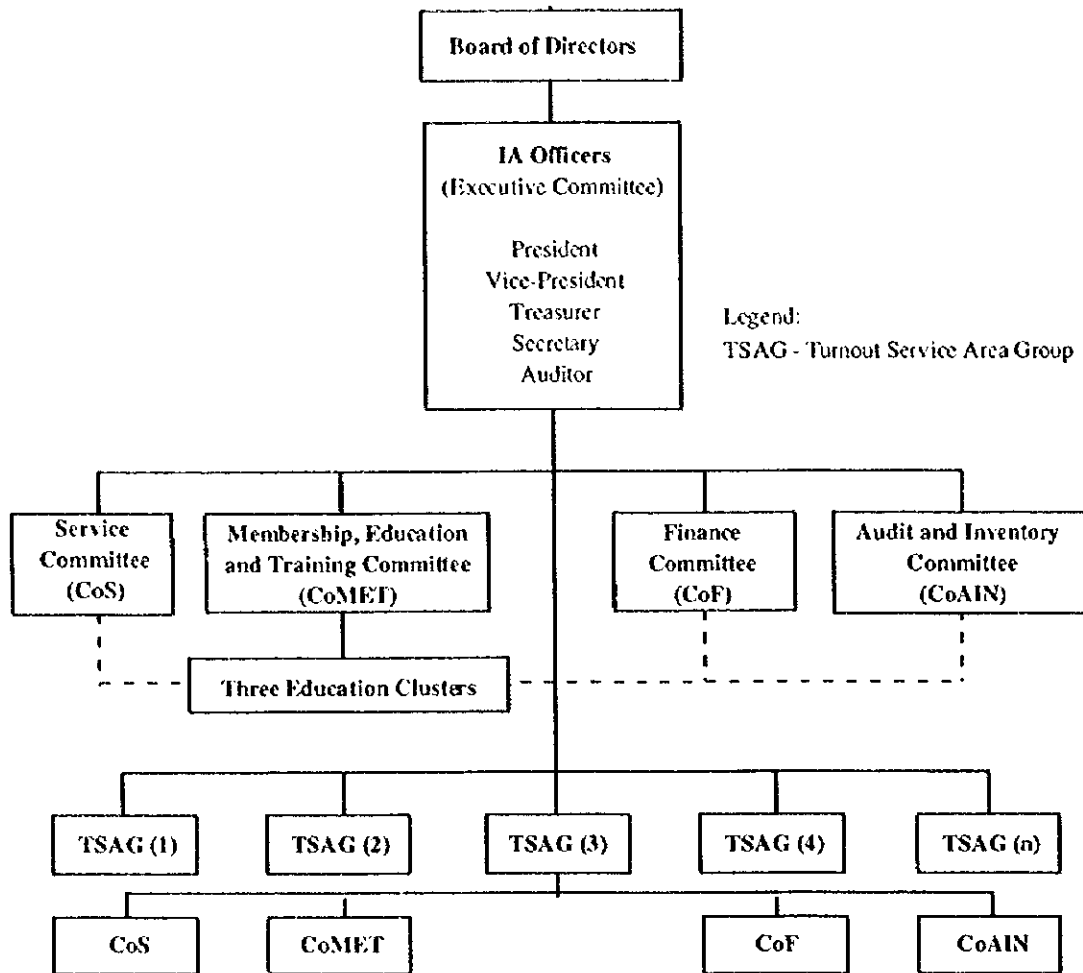 Board of Directors
IA Officers
(Executive Committee)
President
Vice-President
Treasurer
Secretary
Auditor
Legend:
TSAG - Turnout Service Area Group
Service
Committee
(CoS)
Membership, Education
and Training Committee
(CoMET)
Finance
Committee
(CoF)
Audit and Inventory
Committee
(CoAIN)
Three Education Clusters
TSAG (1)
TSAG (2)
TSAG (3)
TSAG (4)
TSAG (n)
CoS
CoMET
CoF
CoAIN